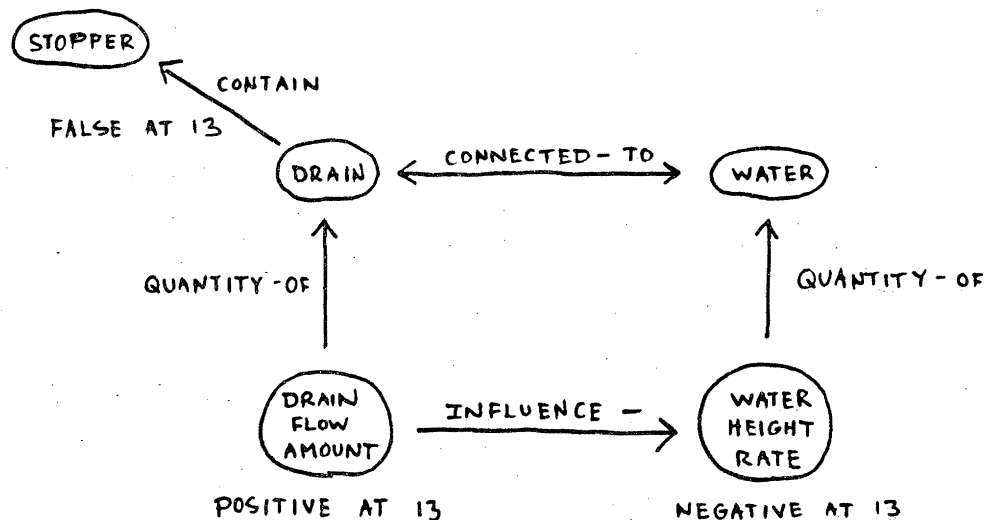 STOPPER
CONTAIN
FALSE AT 13
DRAIN
CONNECTED - TO
WATER
QUANTITY - OF
QUANTITY - OF
DRAIN
FLOW
AMOUNT
INFLUENCE -
WATER
HEIGHT
RATE
POSITIVE AT 13
NEGATIVE AT 13